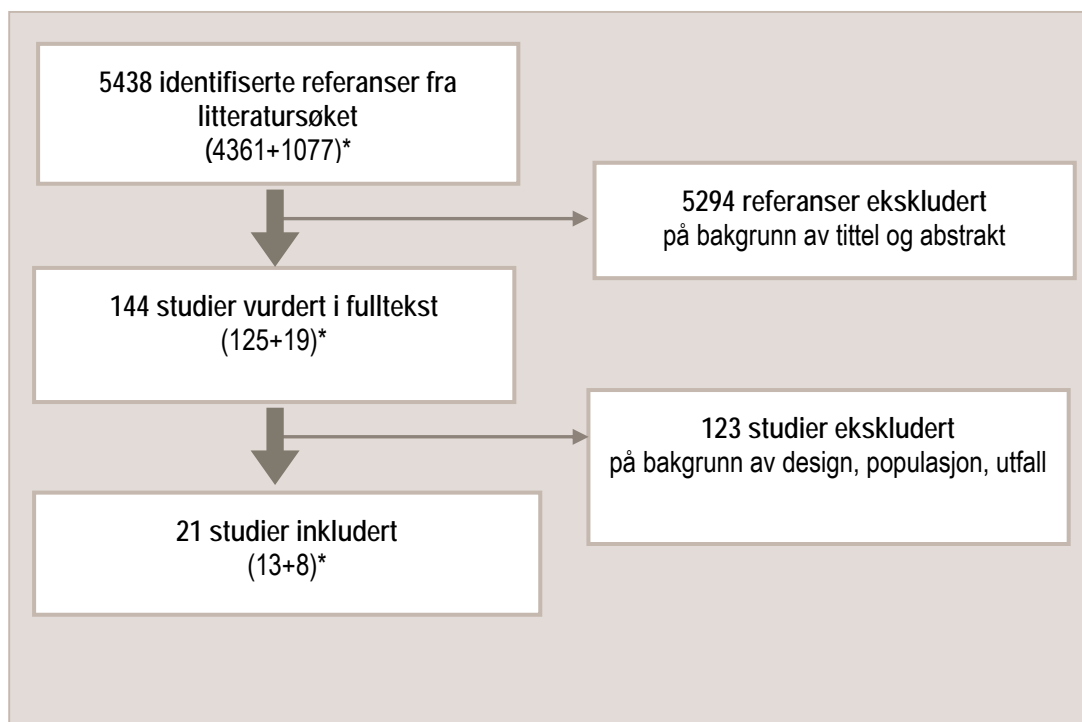 5438 identifiserte referanser fra
litteratursøket
(4361+1077)*
5294 referanser ekskludert
på bakgrunn av tittel og abstrakt
144 studier vurdert i fulltekst
(125+19)*
123 studier ekskludert
på bakgrunn av design, populasjon, utfall
21 studier inkludert
(13+8)*